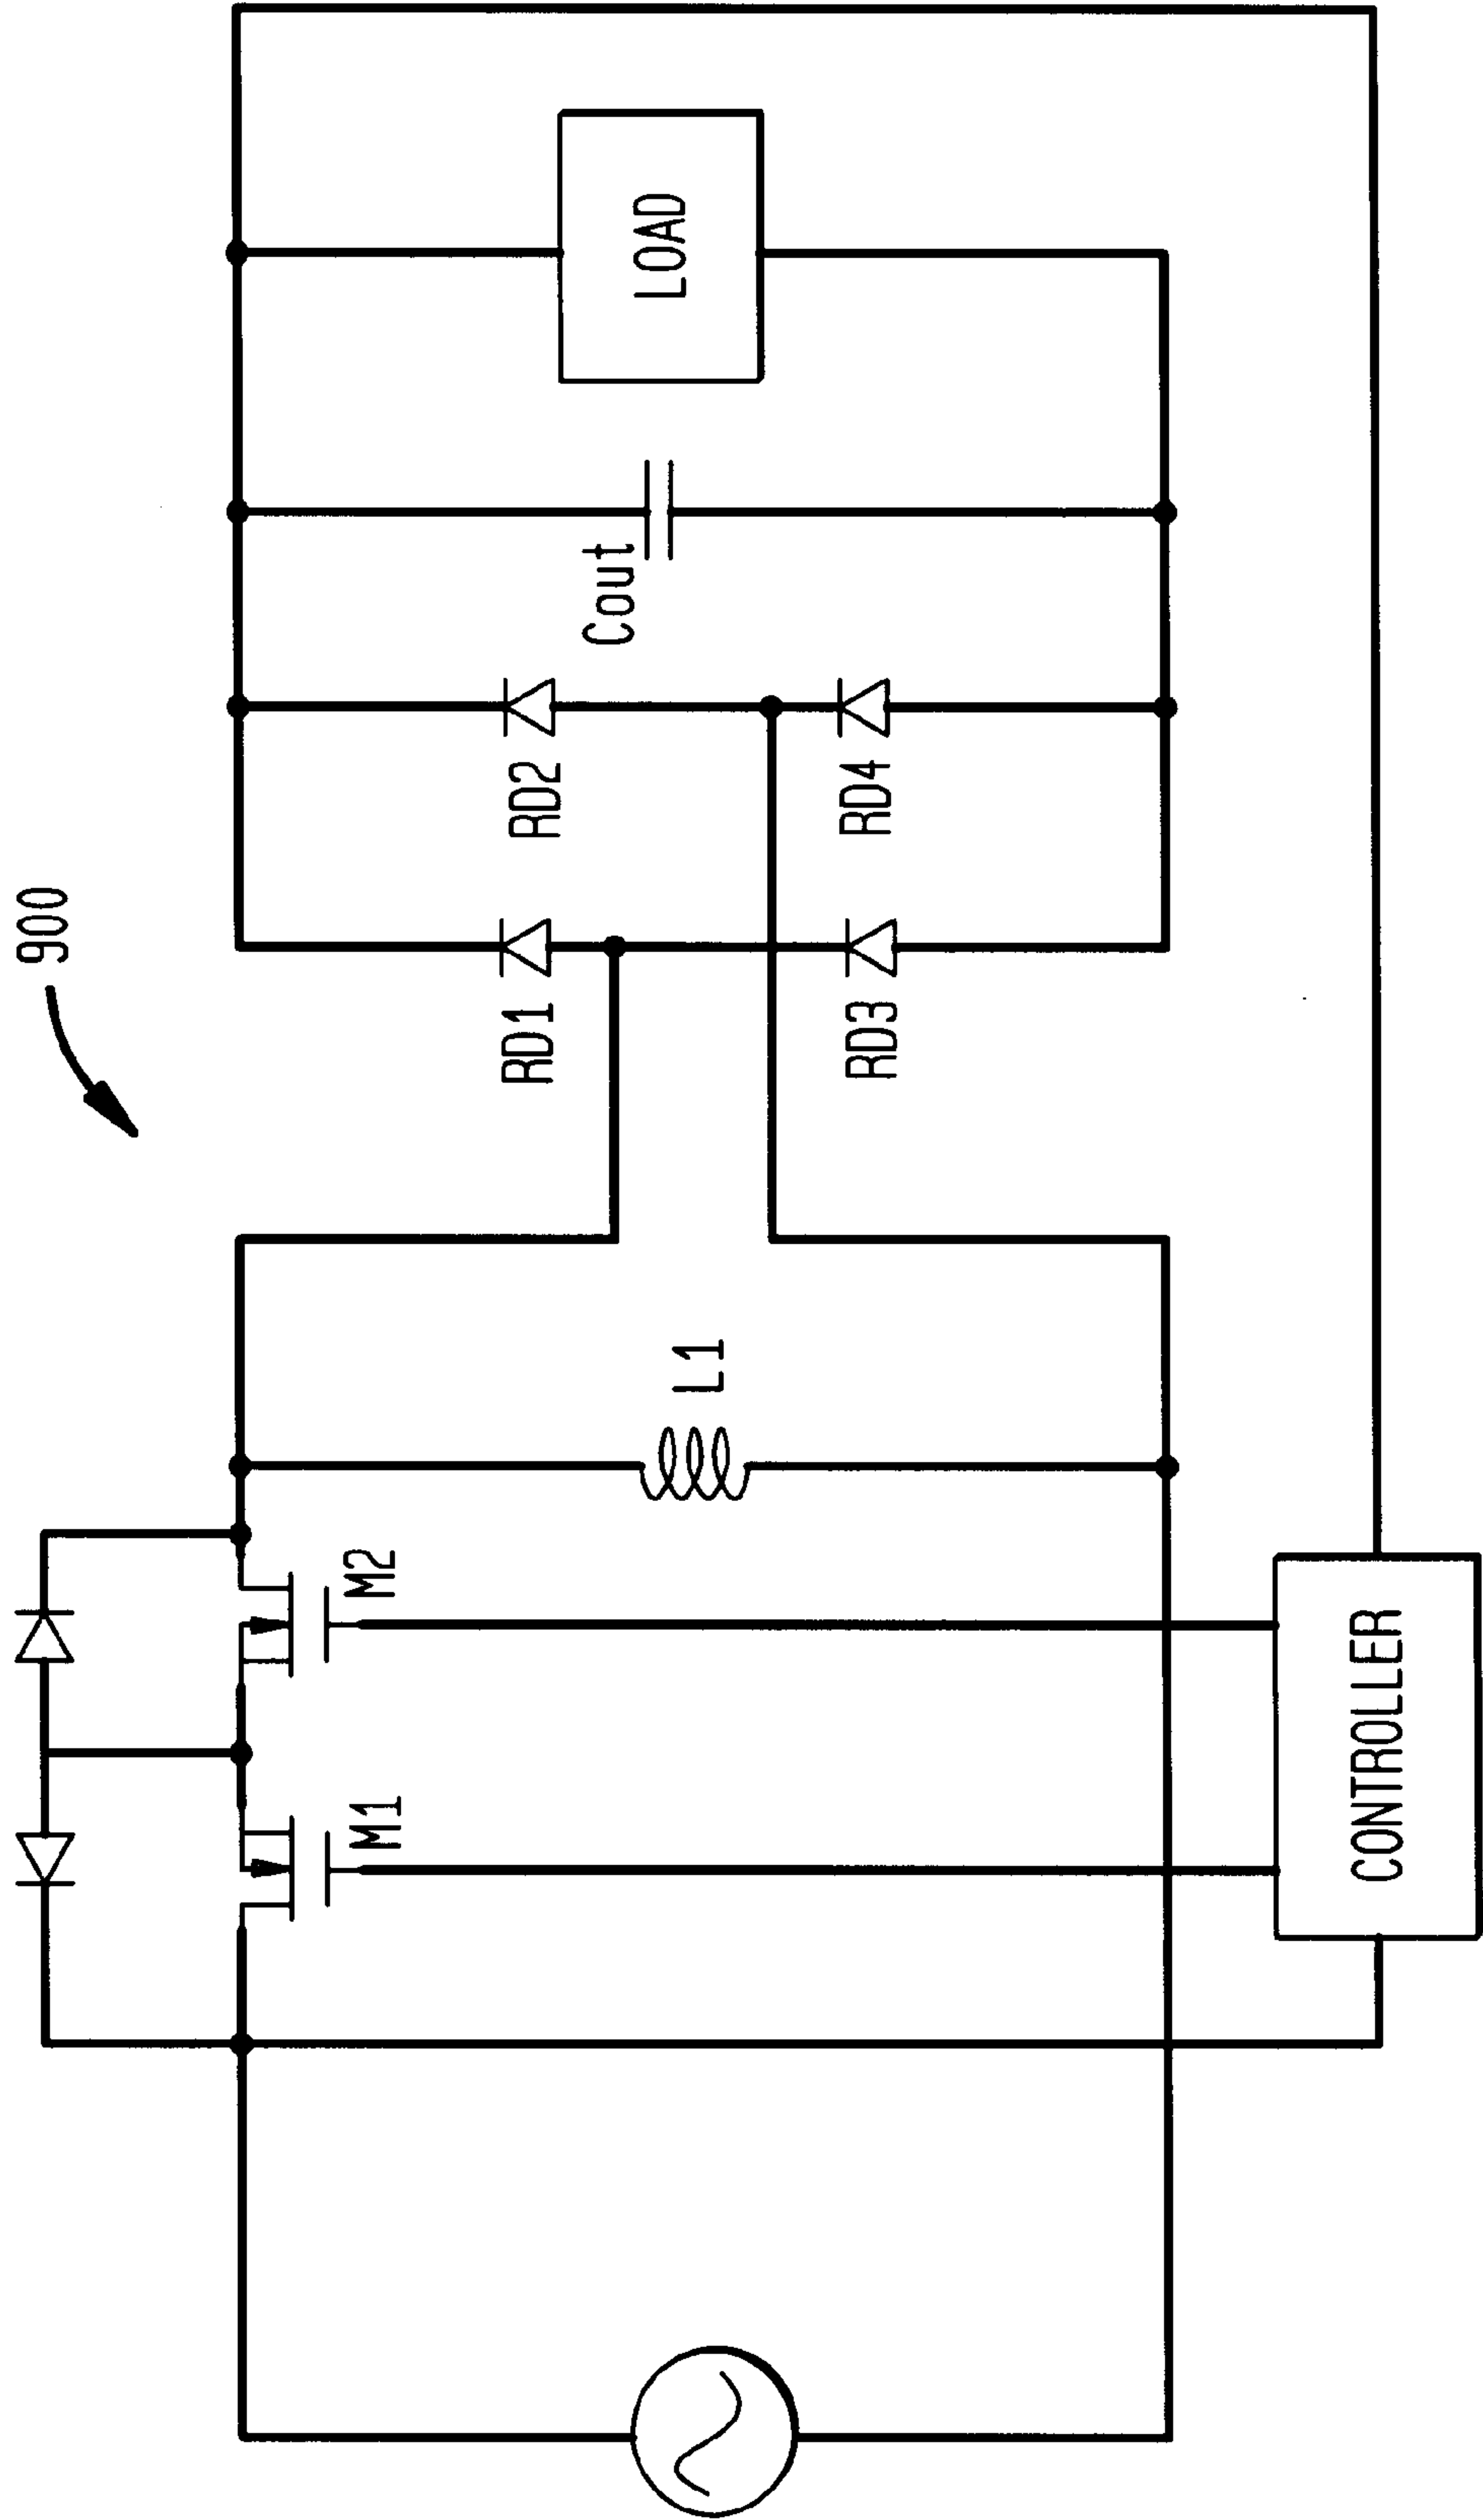 900
M1
M2
L1
RD1
RD2
RD3
RD4
Cout
LOAD
CONTROLLER